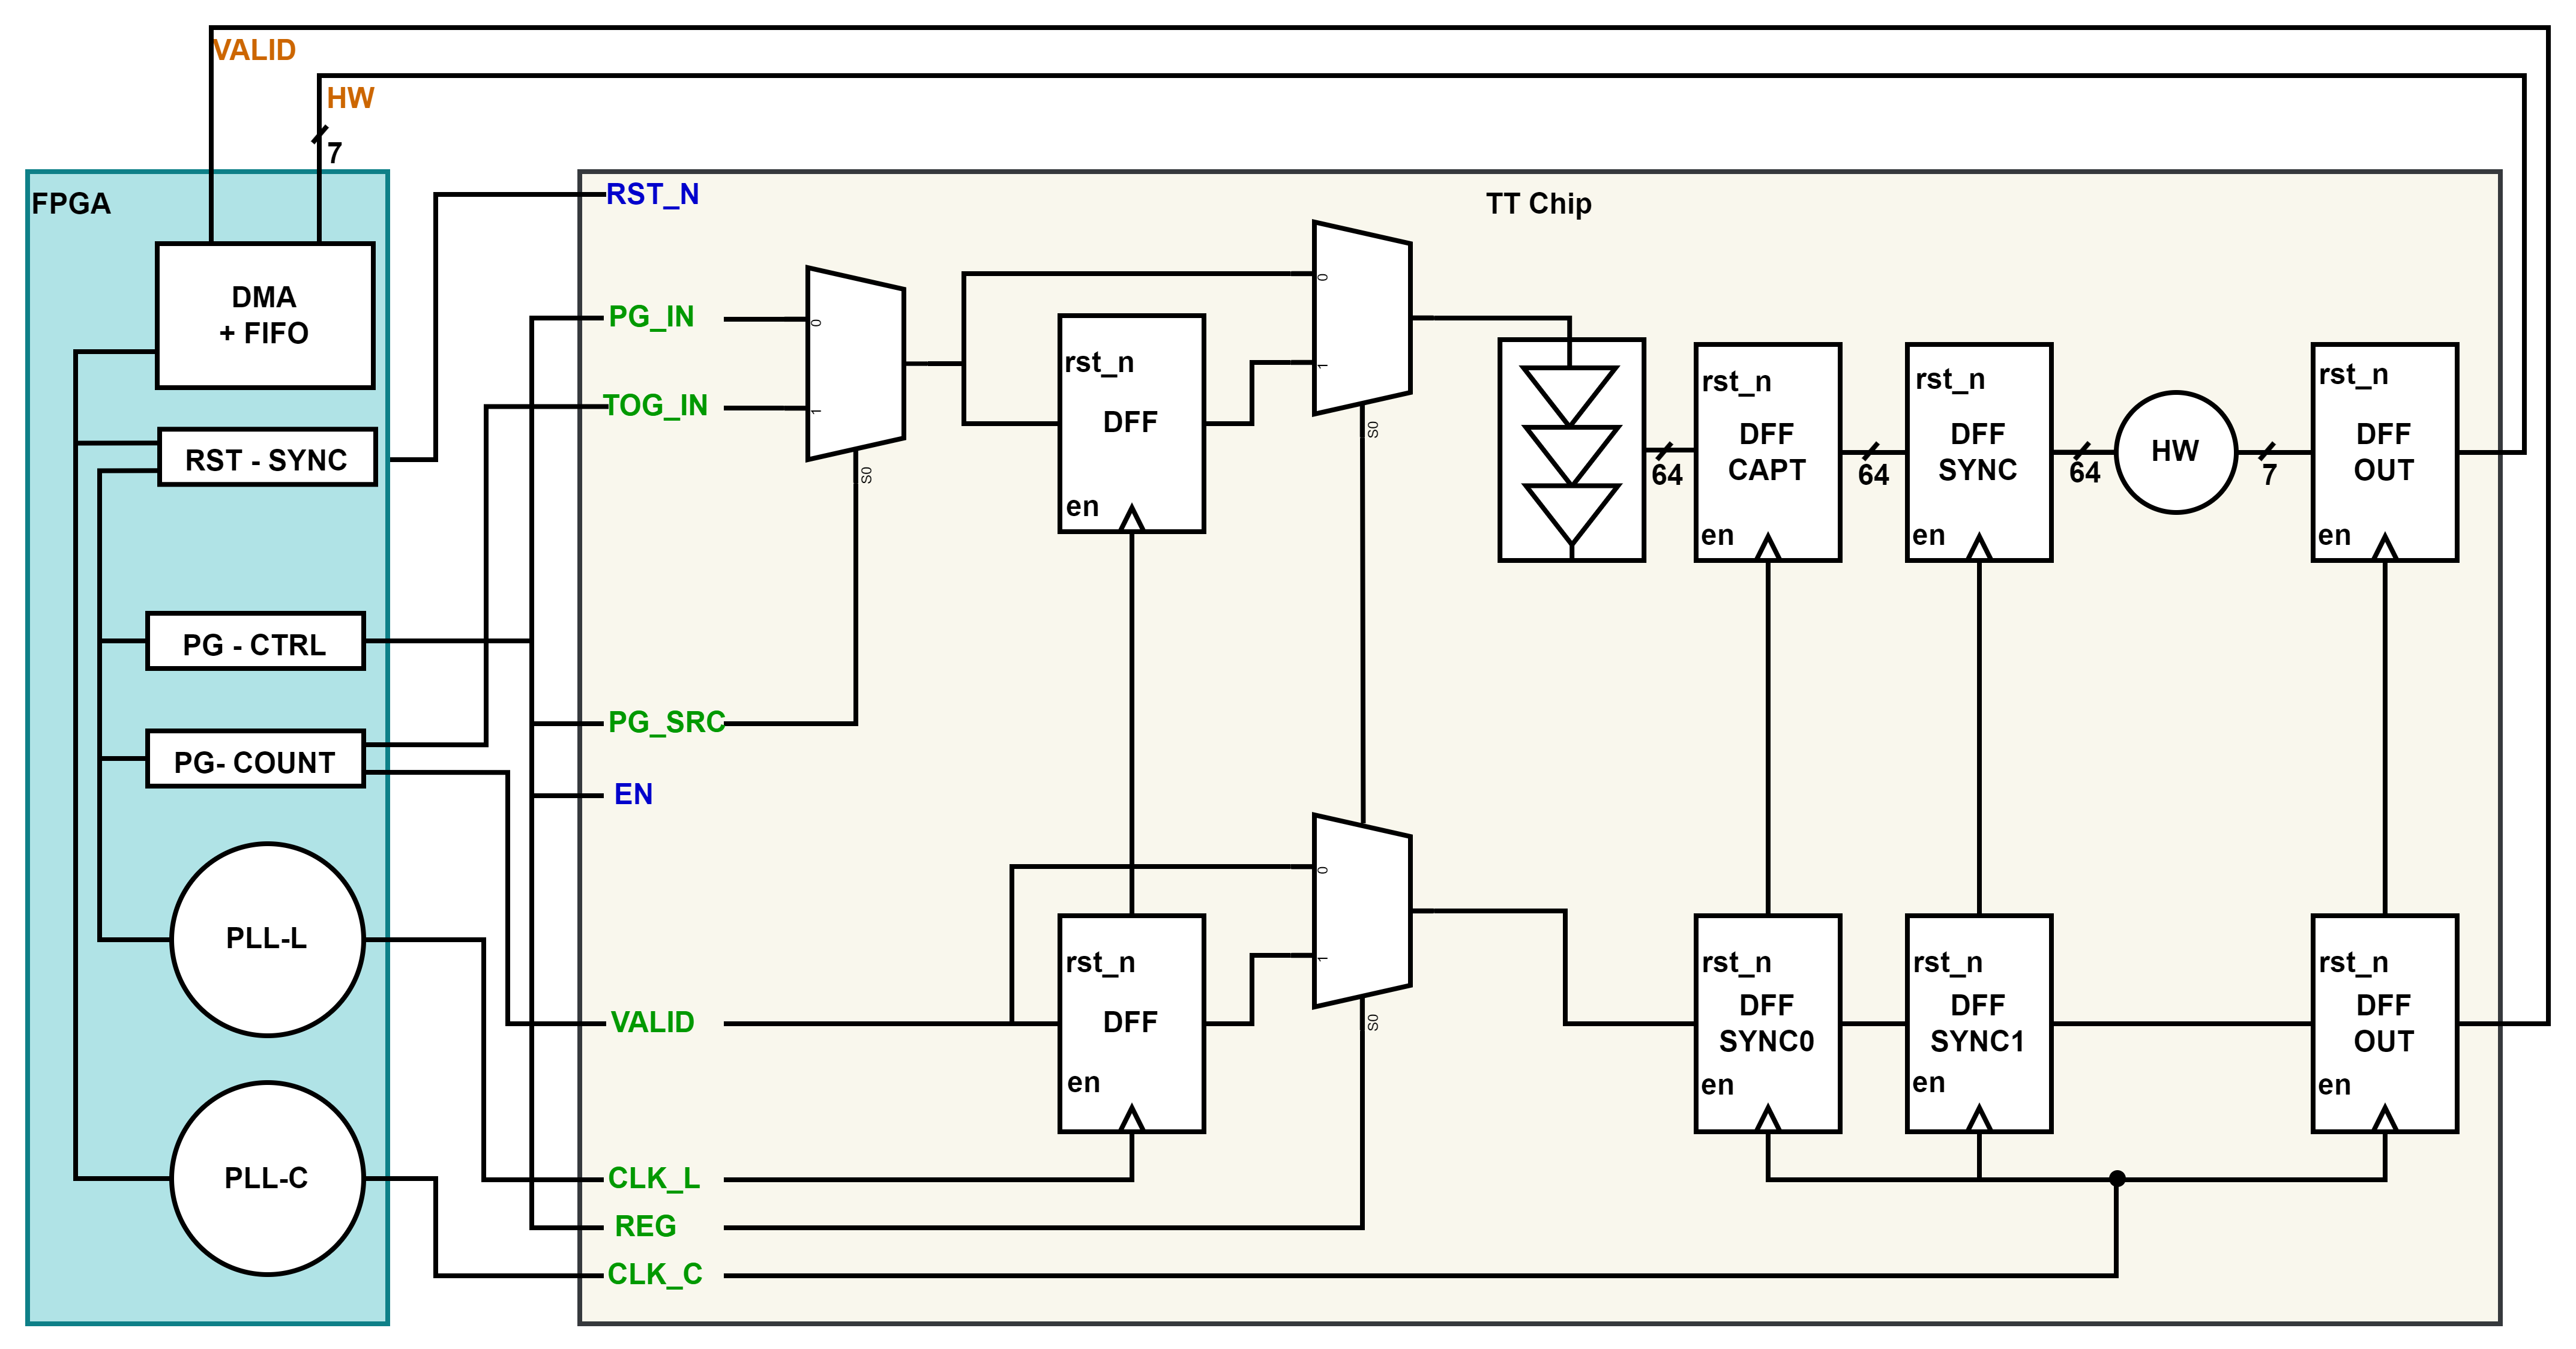 VALID
HW
7
FPGA
DMA
+ FIFO
RST - SYNC
PG - CTRL
PG- COUNT
PLL-L
PLL-C
TT Chip
RST_N
PG_IN
TOG_IN
PG_SRC
EN
VALID
CLK_L
REG
CLK_C
0
1
S0
rst_n
DFF
en
0
1
S0
64
rst_n
DFF
CAPT
en
64
rst_n
DFF
SYNC
en
64
HW
7
rst_n
DFF
OUT
en
rst_n
DFF
en
0
1
S0
rst_n
DFF
SYNC0
en
rst_n
DFF
SYNC1
en
rst_n
DFF
OUT
en